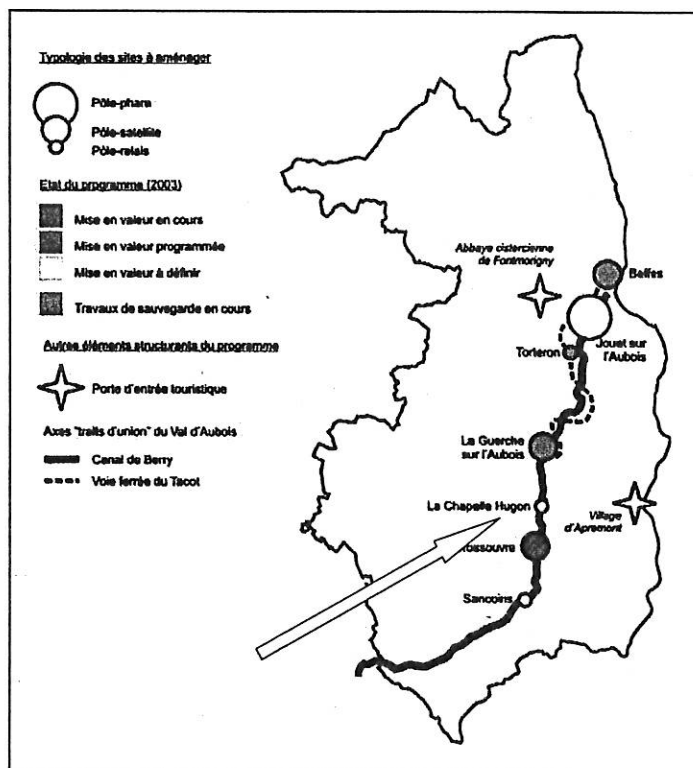 Typologie des sites à aménager
Pôle-phare
Pôle-satellite
Pôle-relais
Etat du programme (2003)
Mise en valeur en cours
Mise en valeur programmée
Mise en valeur à définir
Travaux de sauvegarde en cours
Autres éléments structurants du programme
Porte d'entrée touristique
Axes "traits d'union" du Val d'Aubois
Canal de Berry
Voie ferrée du Tacot
Abbaye cistercienne
de Fontmorigny
Beffes
Jouet sur
l'Aubois
Torteron
La Guerche
sur l'Aubois
La Chapelle Hugon
Village
d'Apremont
Sancoins